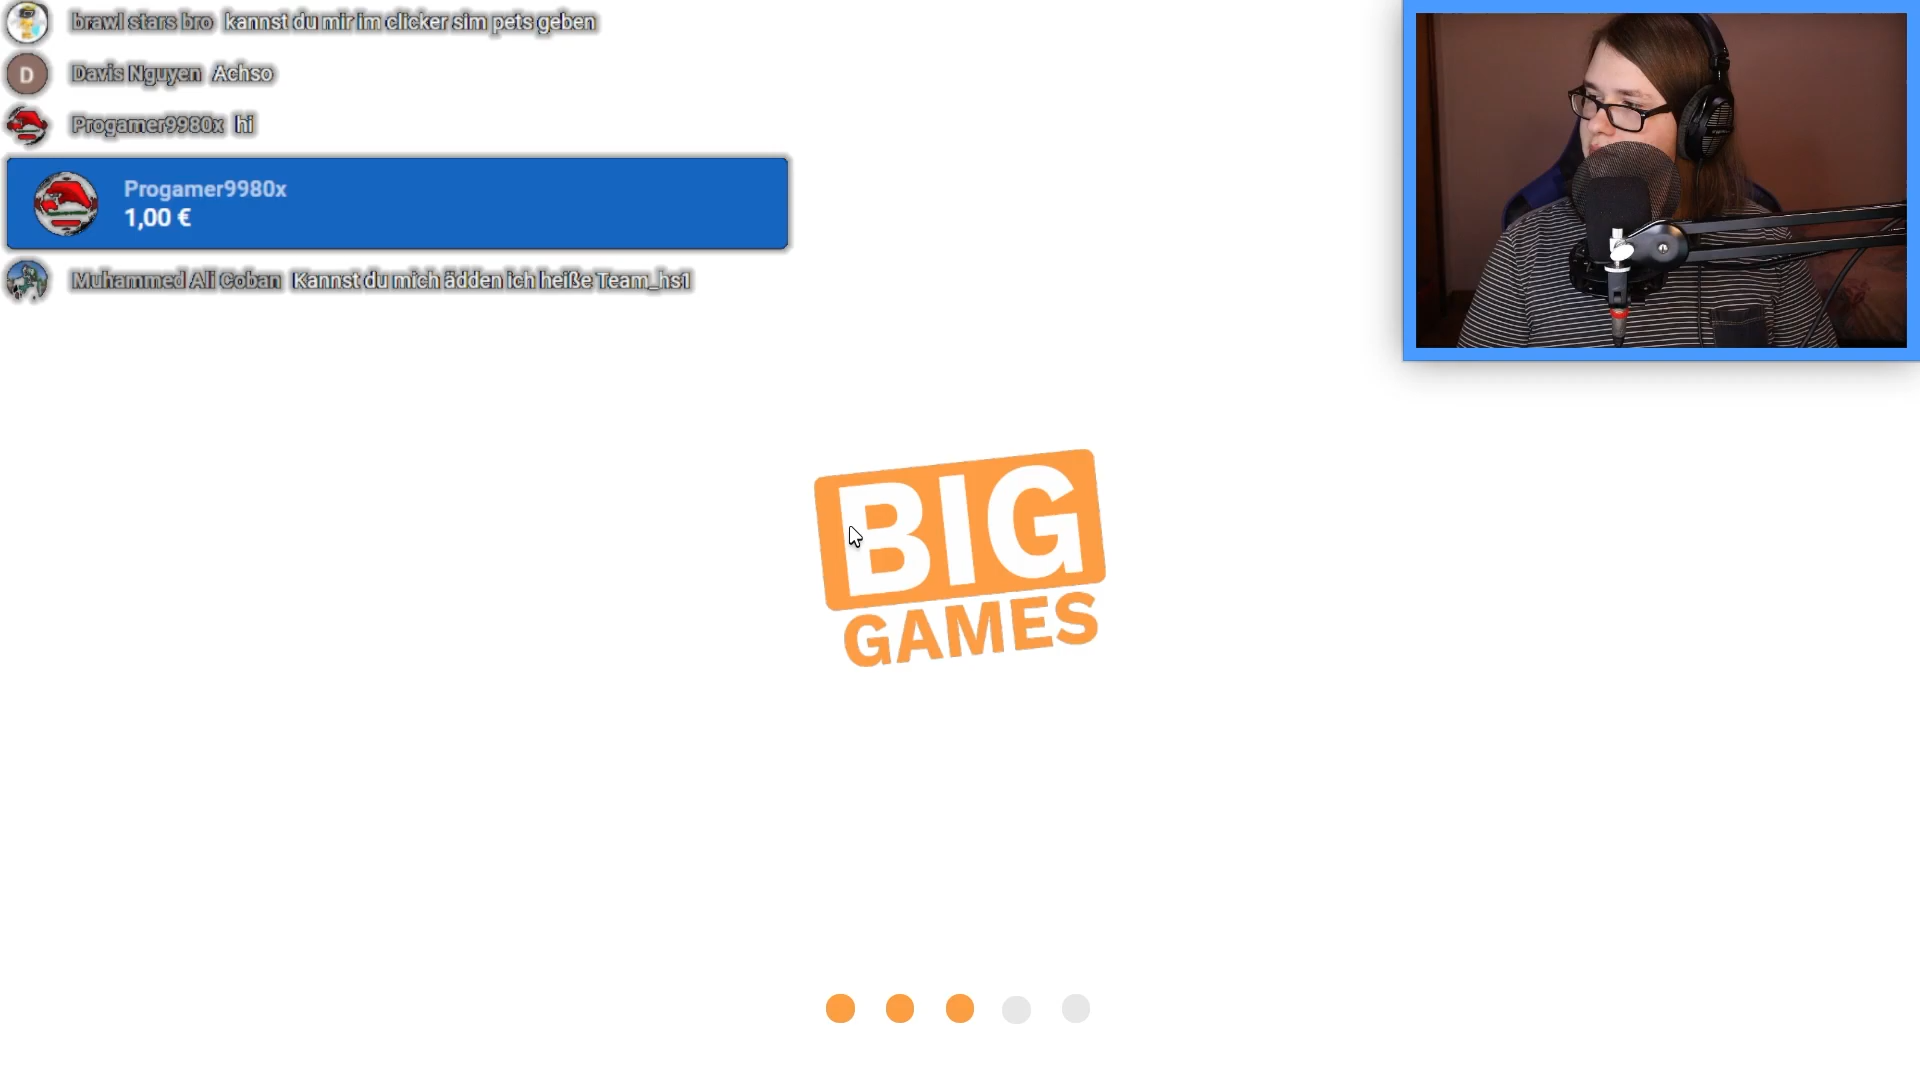 brawl stars bro kannst du mir im clicker sim pets geben
D
Davis Nguyen Achso
Progamer9980x hi
Progamer9980x
1,00 €
Muhammed Ali Coban Kannst du mich ädden ich heiße Team_hs1
BIG
GAMES